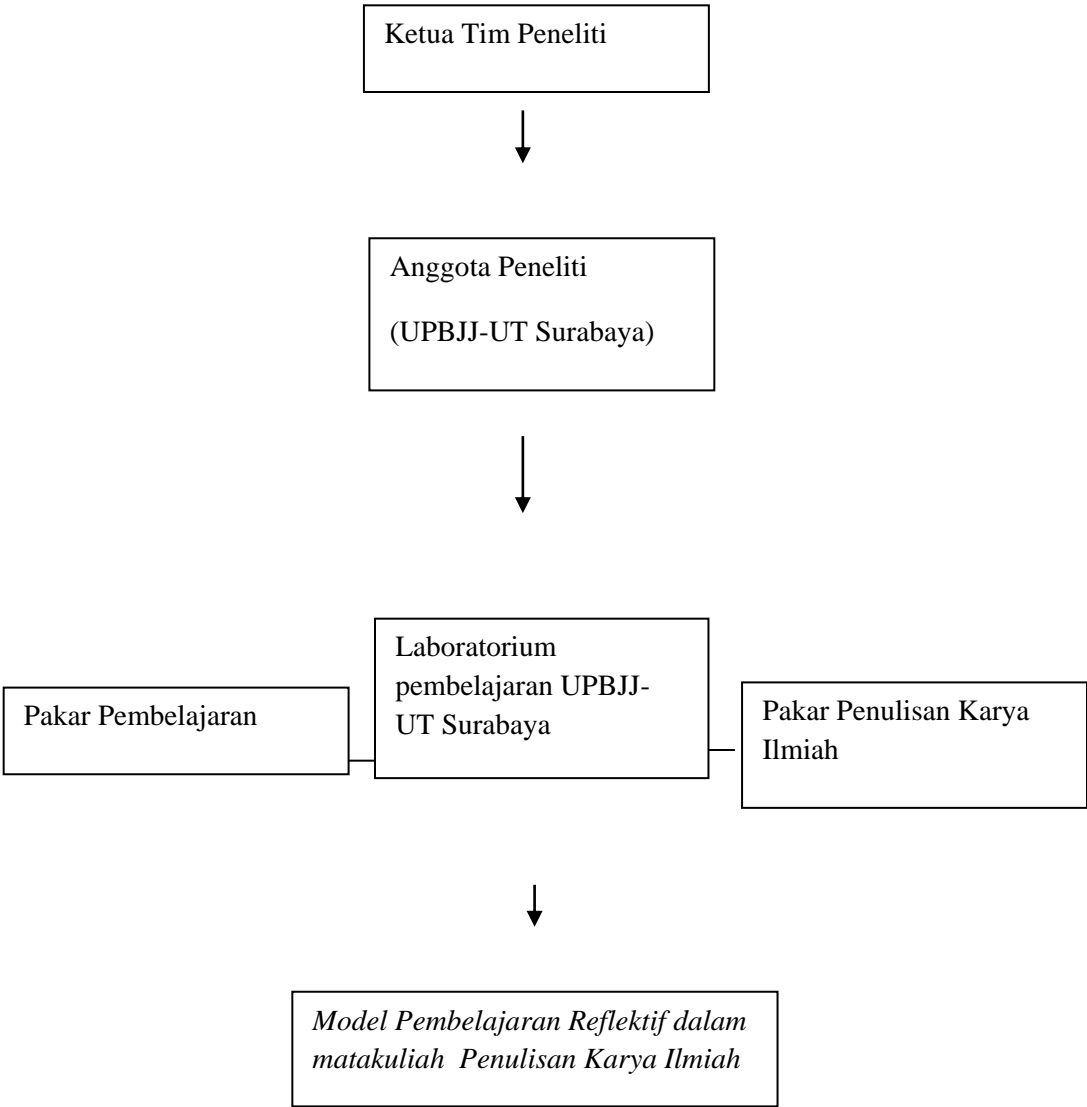 Ketua Tim Peneliti
Anggota Peneliti
(UPBJJ-UT Surabaya)
Pakar Pembelajaran
Laboratorium
pembelajaran UPBJJ-
UT Surabaya
Pakar Penulisan Karya
Ilmiah
Model Pembelajaran Reflektif dalam
matakuliah Penulisan Karya Ilmiah